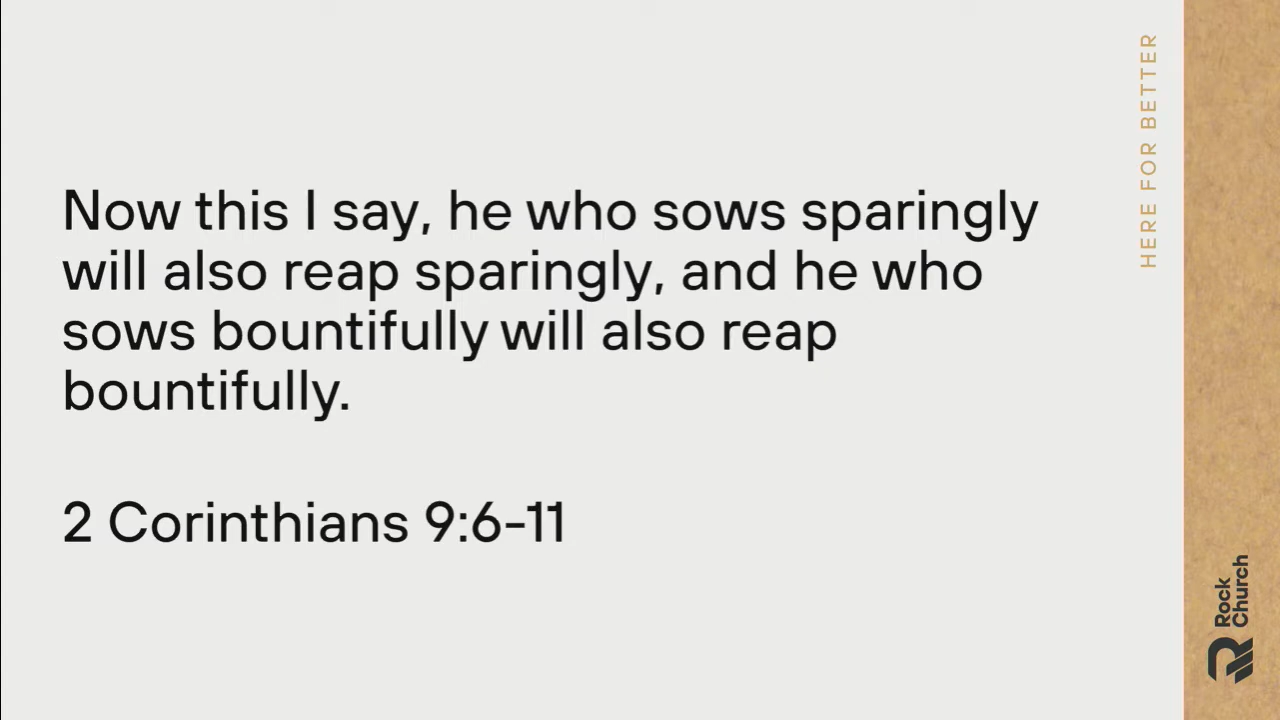 Now this I say, he who sows sparingly
will also reap sparingly, and he who
sows bountifully will also reap
bountifully.
2 Corinthians 9:6-11
HERE FOR BETTER
Rock
Church